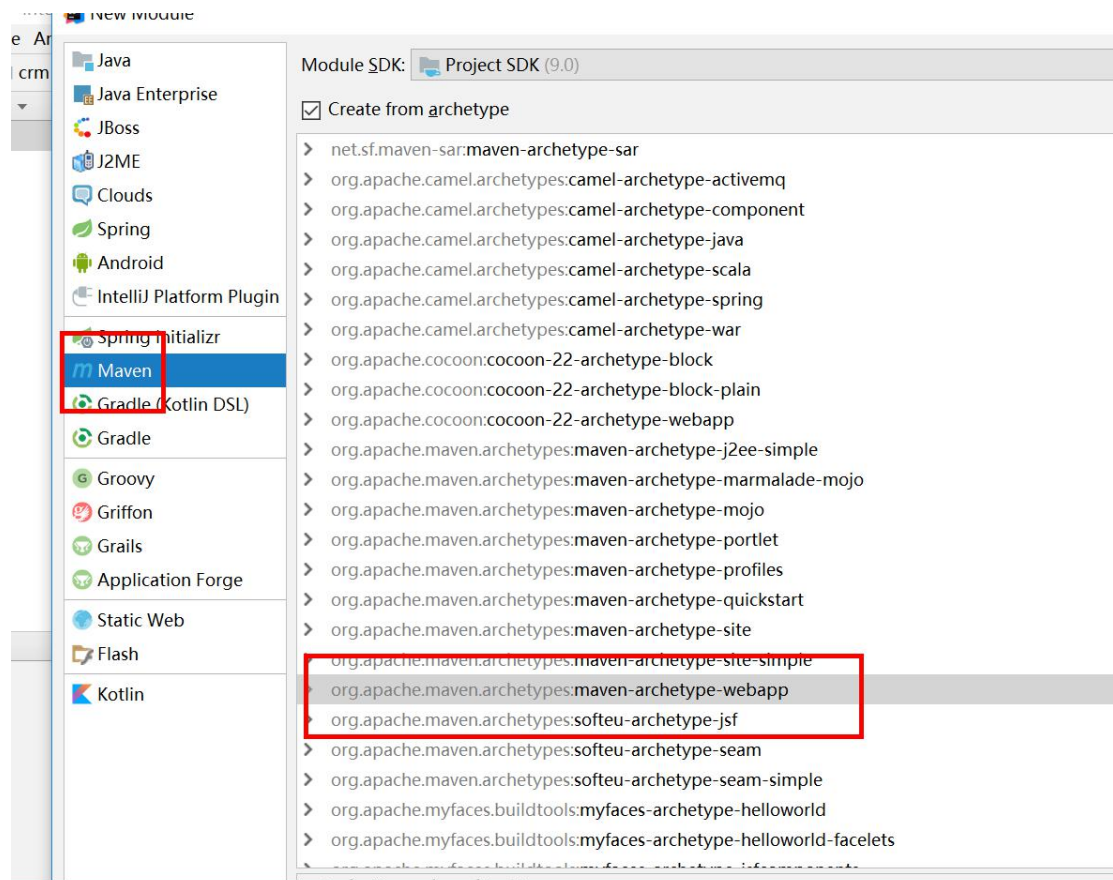 New Module
e Ar
crm
Java
Java Enterprise
JBoss
J2ME
Clouds
Spring
Android
IntelliJ Platform Plugin
Spring Initializr
Maven
Gradle (Kotlin DSL)
Gradle
Groovy
Griffon
Grails
Application Forge
Static Web
Flash
Kotlin
Module SDK: Project SDK (9.0)
Create from archetype
net.sf.maven-sar:maven-archetype-sar
org.apache.camel.archetypes:camel-archetype-activemq
org.apache.camel.archetypes:camel-archetype-component
org.apache.camel.archetypes:camel-archetype-java
org.apache.camel.archetypes:camel-archetype-scala
org.apache.camel.archetypes:camel-archetype-spring
org.apache.camel.archetypes:camel-archetype-war
org.apache.cocoon:cocoon-22-archetype-block
org.apache.cocoon:cocoon-22-archetype-block-plain
org.apache.cocoon:cocoon-22-archetype-webapp
org.apache.maven.archetypes:maven-archetype-j2ee-simple
org.apache.maven.archetypes:maven-archetype-marmalade-mojo
org.apache.maven.archetypes:maven-archetype-mojo
org.apache.maven.archetypes:maven-archetype-portlet
org.apache.maven.archetypes:maven-archetype-profiles
org.apache.maven.archetypes:maven-archetype-quickstart
org.apache.maven.archetypes:maven-archetype-site
org.apache.maven.archetypes:maven-archetype-site-simple
org.apache.maven.archetypes:maven-archetype-webapp
org.apache.maven.archetypes:softeu-archetype-jsf
org.apache.maven.archetypes:softeu-archetype-seam
org.apache.maven.archetypes:softeu-archetype-seam-simple
org.apache.myfaces.buildtools:myfaces-archetype-helloworld
org.apache.myfaces.buildtools:myfaces-archetype-helloworld-facelets